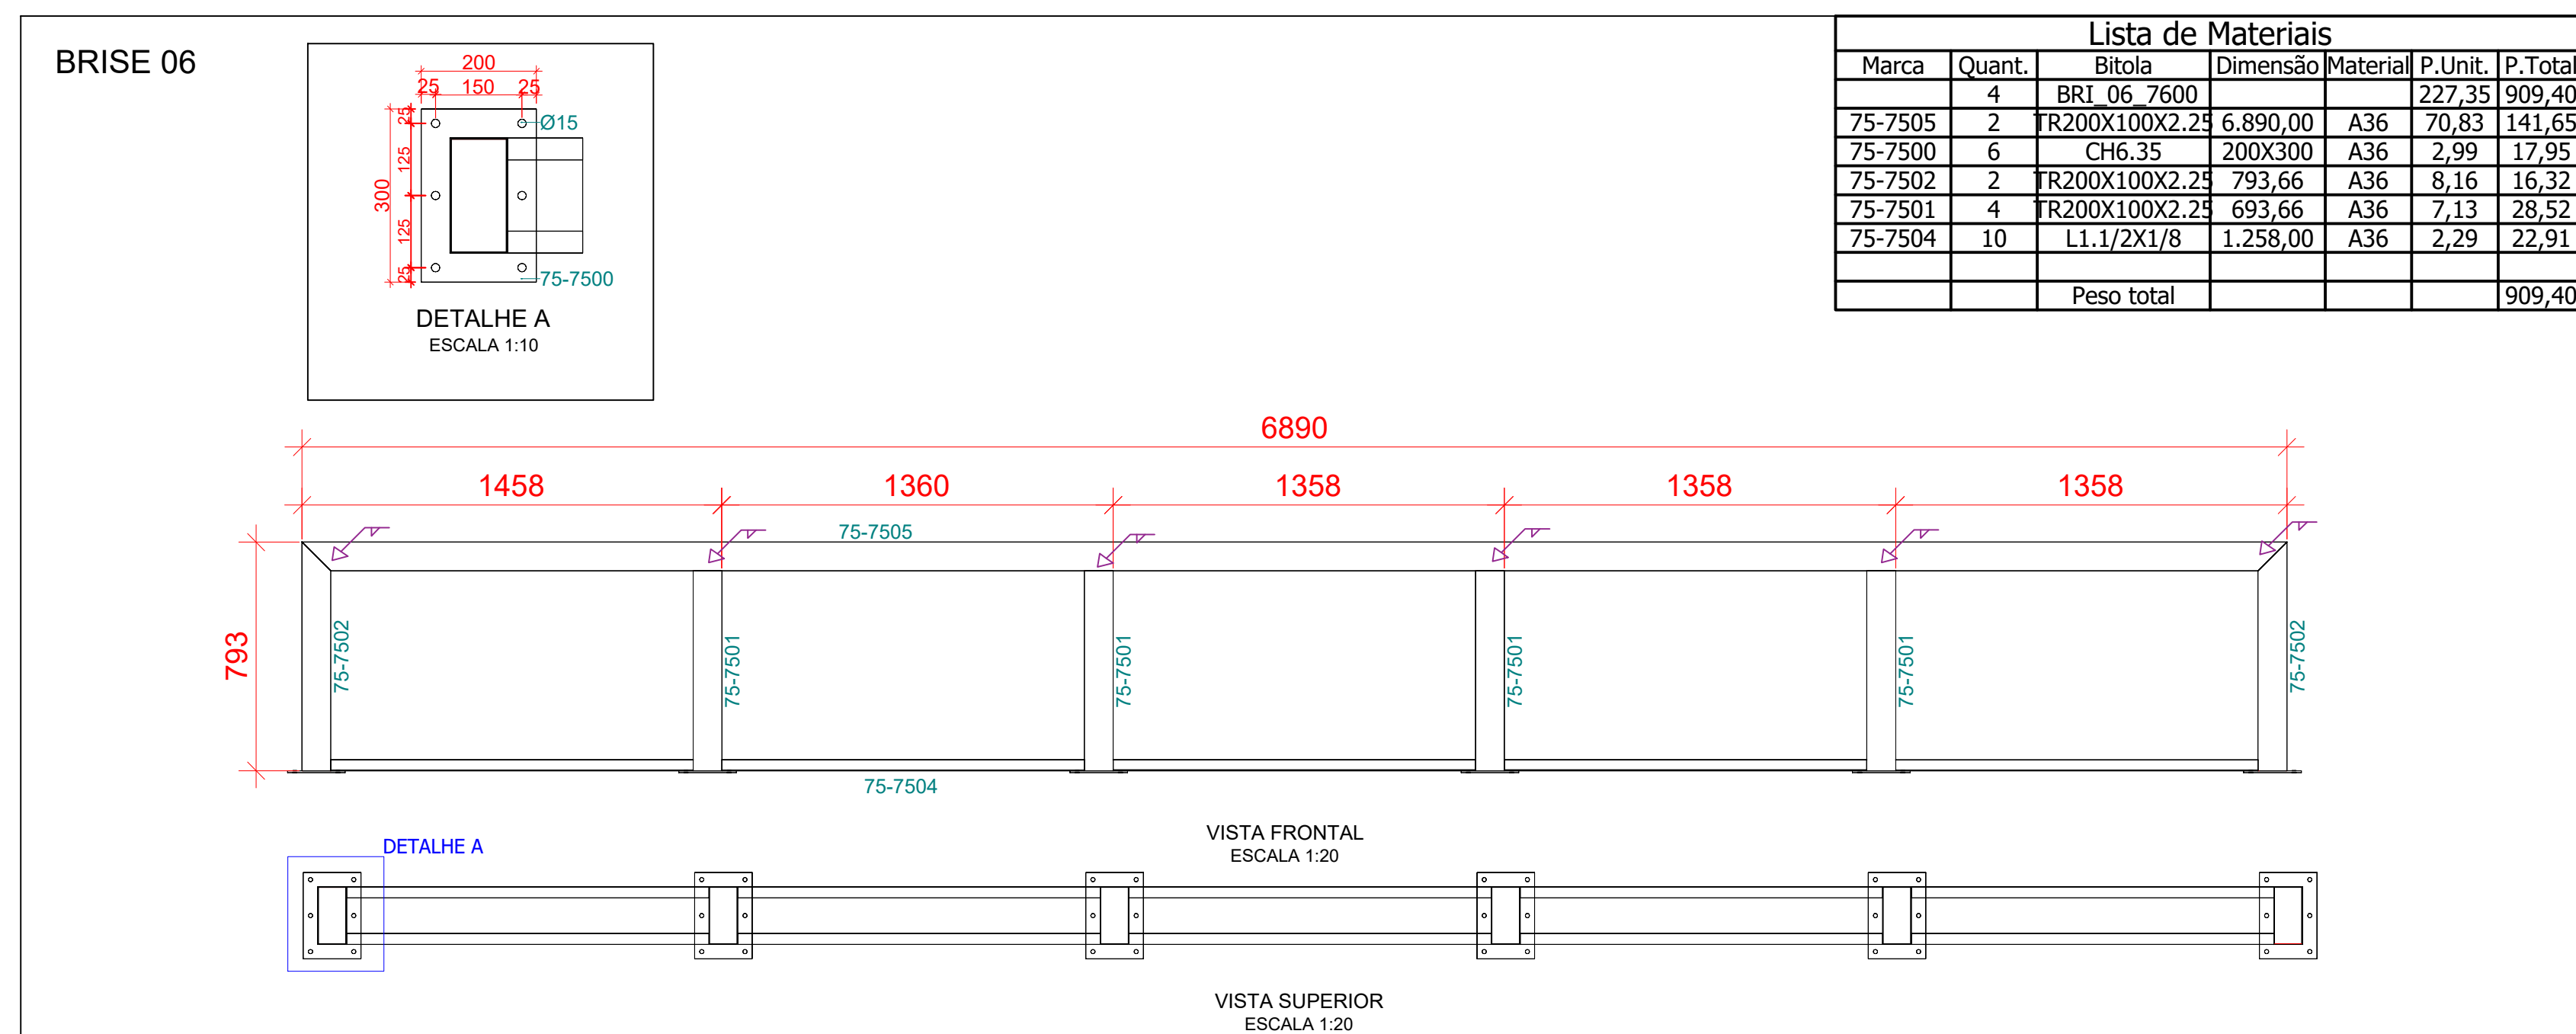 BRISE 06
200
25 150 25
Ø15
25
125
300
125
25
75-7500
DETALHE A
ESCALA 1:10
Lista de Materiais
Marca Quant. Bitola Dimensão Material P.Unit. P.Total
4 BRI_06_7600 227,35 909,40
75-7505 2 TR200X100X2.25 6.890,00 A36 70,83 141,65
75-7500 6 CH6.35 200X300 A36 2,99 17,95
75-7502 2 TR200X100X2.25 793,66 A36 8,16 16,32
75-7501 4 TR200X100X2.25 693,66 A36 7,13 28,52
75-7504 10 L1.1/2X1/8 1.258,00 A36 2,29 22,91
Peso total 909,40
6890
1458 1360 1358 1358 1358
75-7505
793
75-7502
75-7501
75-7501
75-7501
75-7501
75-7502
75-7504
VISTA FRONTAL
ESCALA 1:20
DETALHE A
VISTA SUPERIOR
ESCALA 1:20